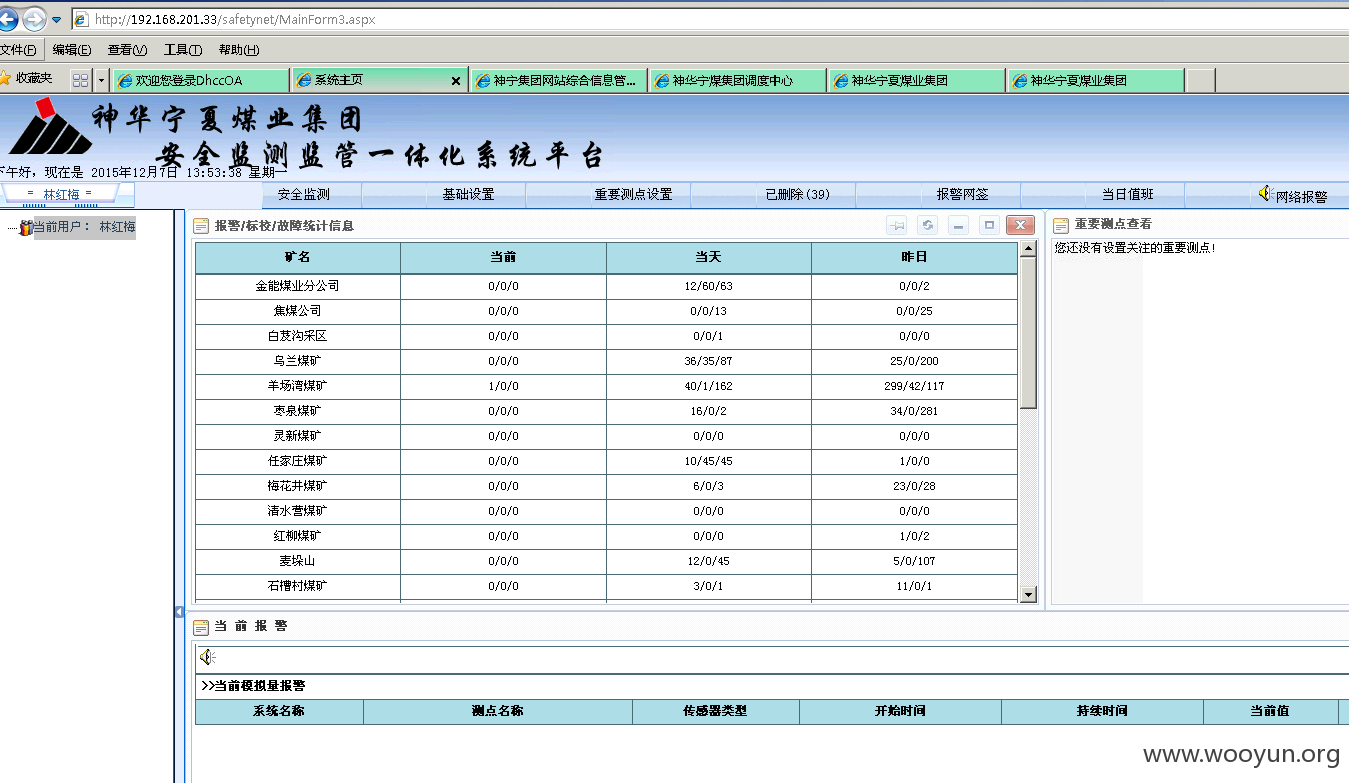 http://192.168.201.33/safetynet/MainForm3.aspx
文件(F) 编辑(E) 查看(V) 工具(T) 帮助(H)
收藏夹 欢迎您登录DhccOA 系统主页 神宁集团网站综合信息管... 神华宁煤集团调度中心 神华宁夏煤业集团 神华宁夏煤业集团
神华宁夏煤业集团
安全监测监管一体化系统平台
下午好，现在是 2015年12月7日 13:53:38 星期一
= 林红梅 = 安全监测 基础设置 重要测点设置 已删除(39) 报警网签 当日值班 网络报警
当前用户： 林红梅
报警/标校/故障统计信息
重要测点查看
您还没有设置关注的重要测点!
矿名 当前 当天 昨日
金能煤业分公司 0/0/0 12/60/63 0/0/2
焦煤公司 0/0/0 0/0/13 0/0/25
白芨沟采区 0/0/0 0/0/1 0/0/0
乌兰煤矿 0/0/0 36/35/87 25/0/200
羊场湾煤矿 1/0/0 40/1/162 299/42/117
枣泉煤矿 0/0/0 16/0/2 34/0/281
灵新煤矿 0/0/0 0/0/0 0/0/0
任家庄煤矿 0/0/0 10/45/45 1/0/0
梅花井煤矿 0/0/0 6/0/3 23/0/28
清水营煤矿 0/0/0 0/0/0 0/0/0
红柳煤矿 0/0/0 0/0/0 1/0/2
麦垛山 0/0/0 12/0/45 5/0/107
石槽村煤矿 0/0/0 3/0/1 11/0/1
当 前 报 警
>>当前模拟量报警
系统名称 测点名称 传感器类型 开始时间 持续时间 当前值
www.wooyun.org